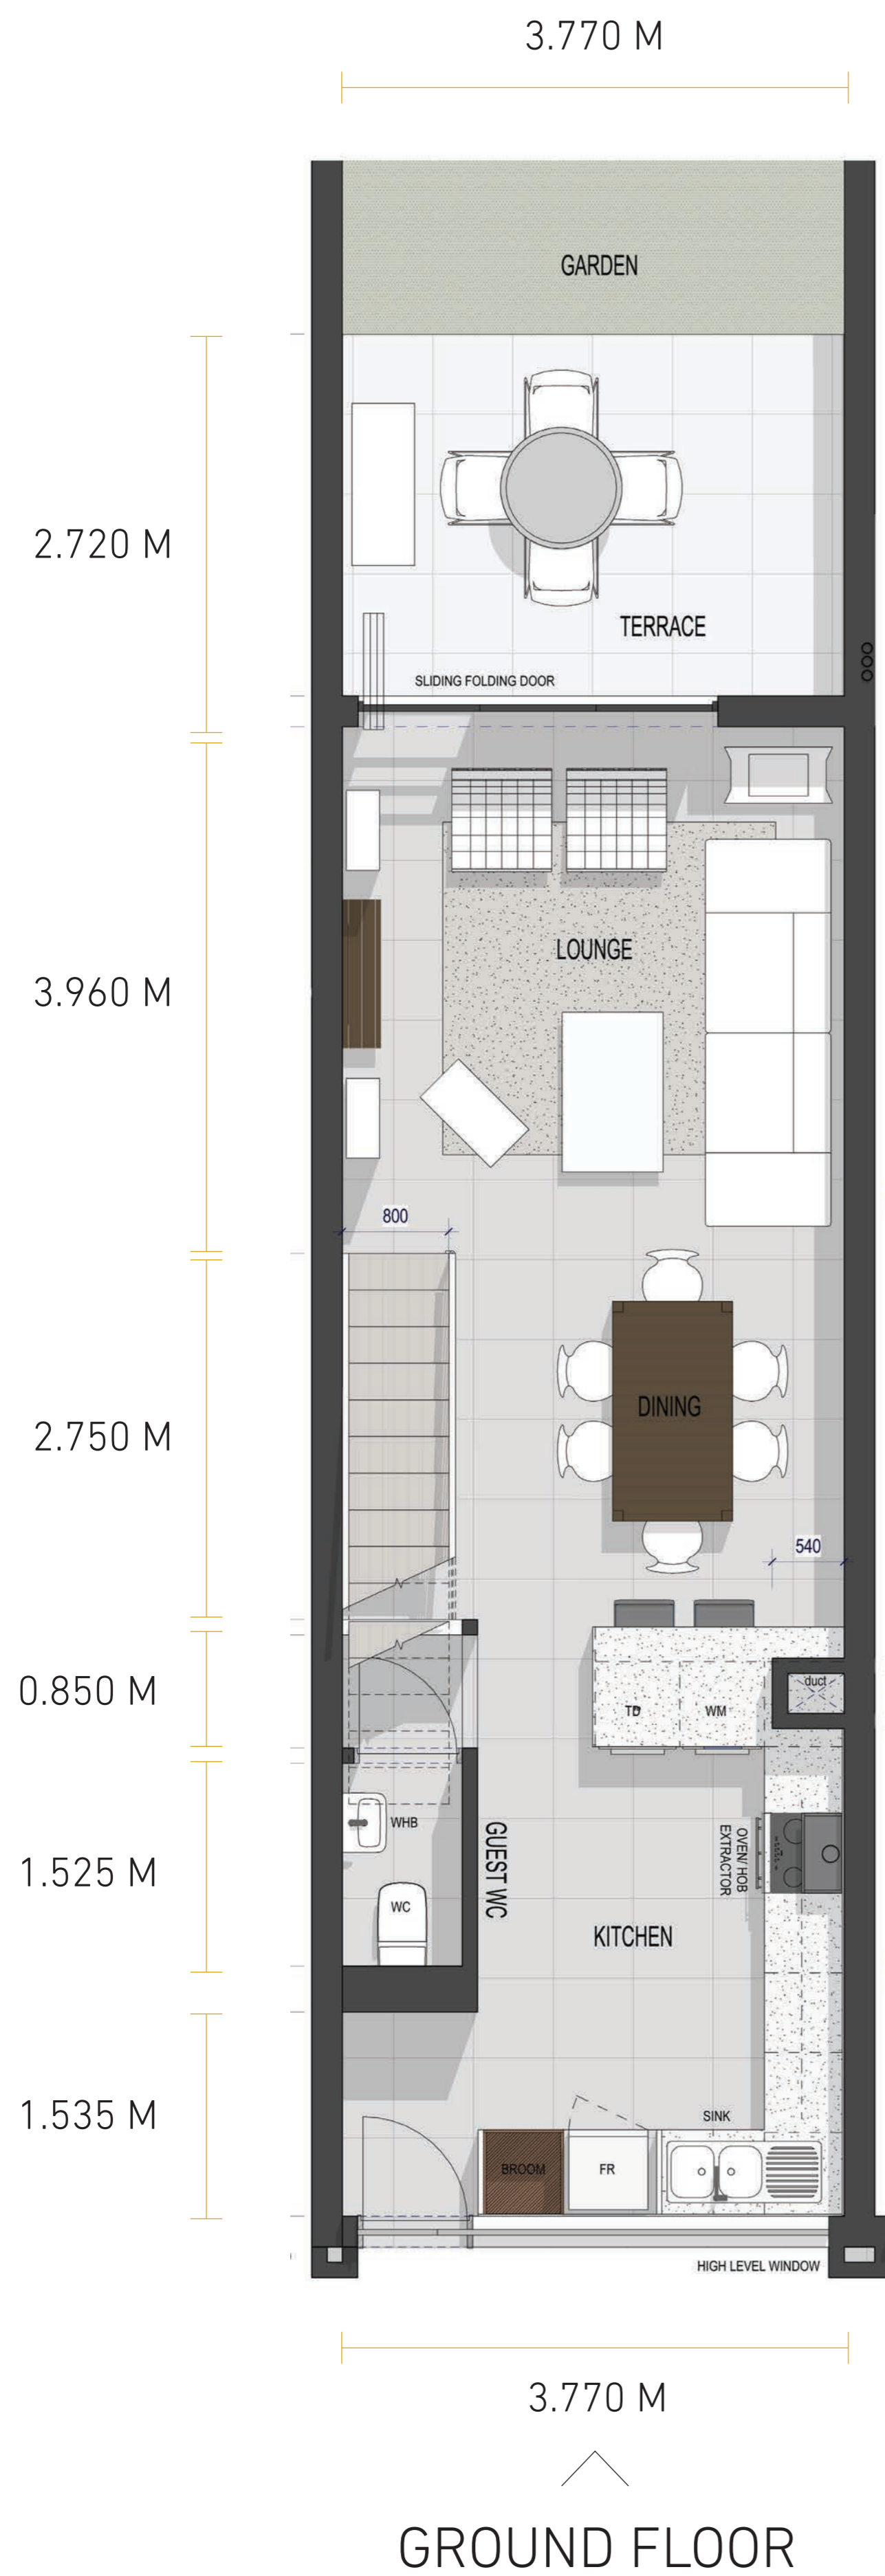 3.770 M
GARDEN
2.720 M
TERRACE
SLIDING FOLDING DOOR
LOUNGE
3.960 M
800
DINING
2.750 M
540
0.850 M
duct
TD
WM
WHB
GUEST WC
OVEN/ HOB
EXTRACTOR
1.525 M
WC
KITCHEN
1.535 M
SINK
BROOM
FR
HIGH LEVEL WINDOW
3.770 M
GROUND FLOOR